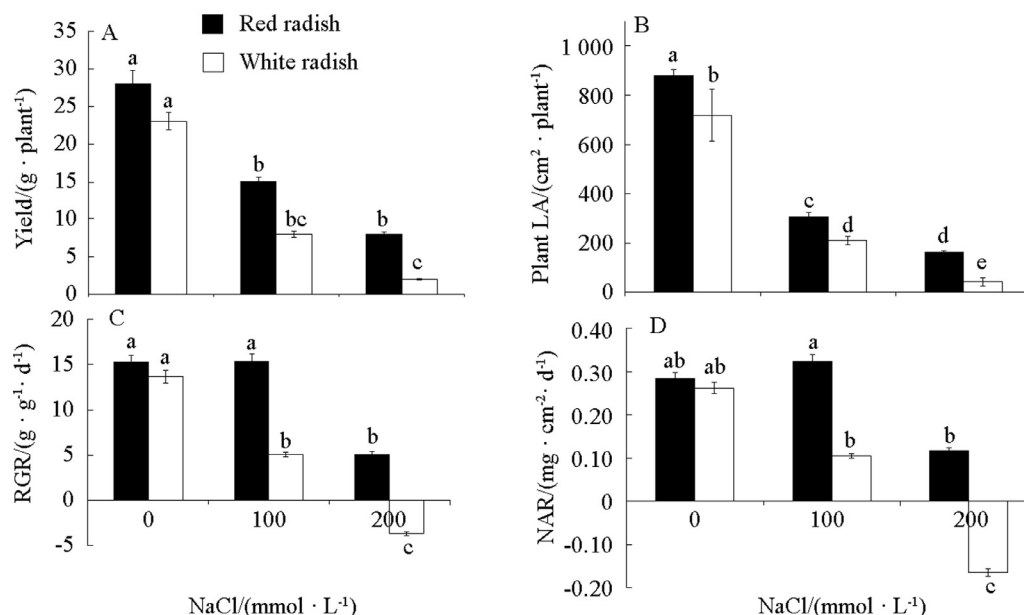 A
Red radish
White radish
Yield/(g · plant⁻¹)
35
30
25
20
15
10
5
0
a
a
b
bc
b
c
B
Plant LA/(cm² · plant⁻¹)
1 000
800
600
400
200
0
a
b
c
d
d
e
C
RGR/(g · g⁻¹· d⁻¹)
20
15
10
5
0
-5
a
a
a
b
b
c
0
100
200
NaCl/(mmol · L⁻¹)
D
NAR/(mg · cm⁻²· d⁻¹)
0.40
0.30
0.20
0.10
0
-0.10
-0.20
ab
ab
a
b
b
c
0
100
200
NaCl/(mmol · L⁻¹)